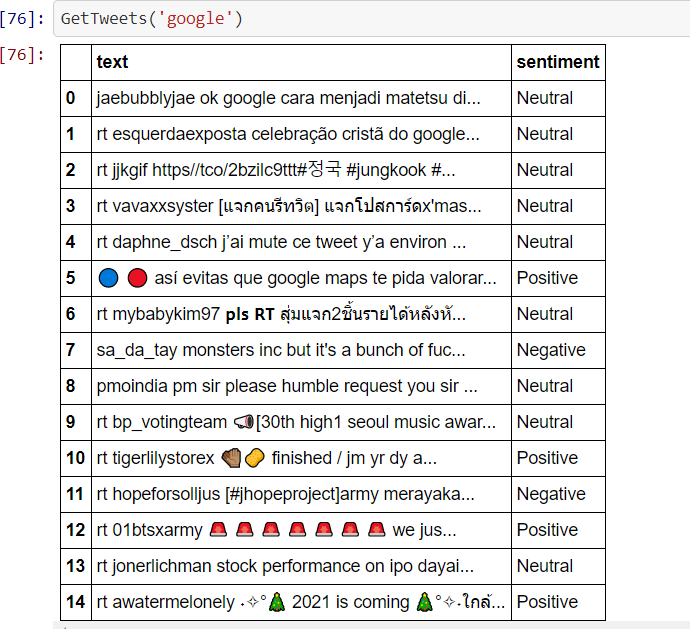 [76]: GetTweets('google')
[76]:
text sentiment
0 jaebubblyjae ok google cara menjadi matetsu di... Neutral
1 rt esquerdaexposta celebração cristã do google... Neutral
2 rt jjkgif https//tco/2bzilc9ttt#정국 #jungkook #... Neutral
3 rt vavaxxsyster [แจกคนรีทวิต] แจกโปสการ์ดx'mas... Neutral
4 rt daphne_dsch j’ai mute ce tweet y’a environ ... Neutral
5 🔵 🔴 así evitas que google maps te pida valorar... Positive
6 rt mybabykim97 𝗽𝗹𝘀 𝗥𝗧 สุ่มแจก2ชิ้นรายได้หลังหั... Neutral
7 sa_da_tay monsters inc but it's a bunch of fuc... Negative
8 pmoindia pm sir please humble request you sir ... Neutral
9 rt bp_votingteam 📢[30th high1 seoul music awar... Neutral
10 rt tigerlilystorex 👋🏽🥔 finished / jm yr dy a... Positive
11 rt hopeforsolljus [#jhopeproject]army merayaka... Negative
12 rt 01btsxarmy 🚨 🚨 🚨 🚨 🚨 🚨 🚨 we jus... Positive
13 rt jonerlichman stock performance on ipo dayai... Neutral
14 rt awatermelonely ˖✧°🎄 2021 is coming 🎄°✧˖ใกล้... Positive